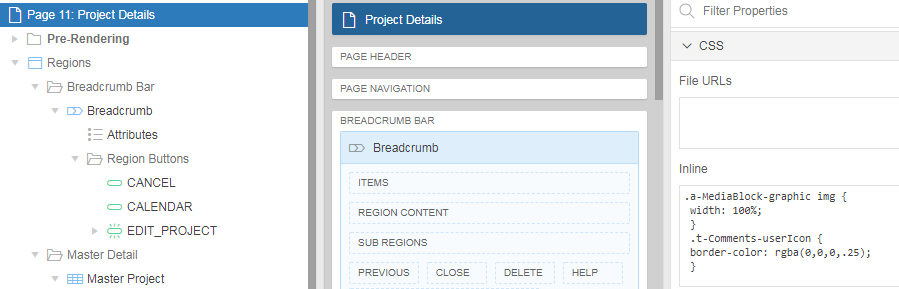 Page 11: Project Details
Pre-Rendering
Regions
Breadcrumb Bar
Breadcrumb
Attributes
Region Buttons
CANCEL
CALENDAR
EDIT_PROJECT
Master Detail
Master Project
Project Details
PAGE HEADER
PAGE NAVIGATION
BREADCRUMB BAR
Breadcrumb
ITEMS
REGION CONTENT
SUB REGIONS
PREVIOUS CLOSE DELETE HELP
Filter Properties
CSS
File URLs
Inline
.a-MediaBlock-graphic img {
width: 100%;
}
.t-Comments-userIcon {
border-color: rgba(0,0,0,.25);
}